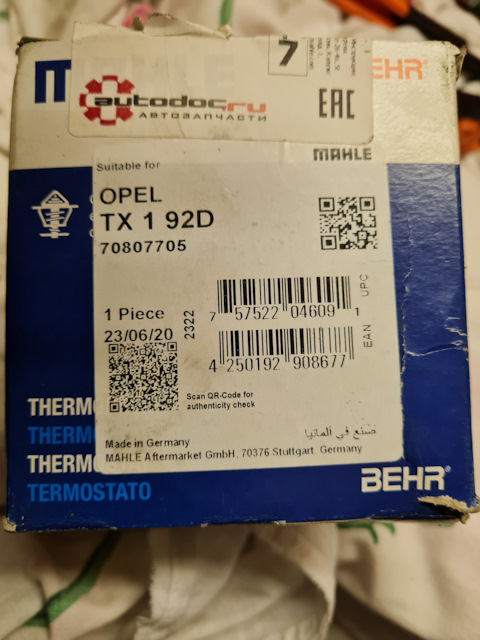 7
EHR
autodoc.ru
АВТОЗАПЧАСТИ
EAC
MAHLE
Suitable for
OPEL
TX 1 92D
70807705
1 Piece
23/06/20
2322
7 57522 04609 1
UPC
4 250192 908677
EAN
Scan QR-Code for
authenticity check
صنع في ألمانيا
Made in Germany
MAHLE Aftermarket GmbH, 70376 Stuttgart, Germany
THERMO
THERM
THERMO
TERMOSTATO
BEHR